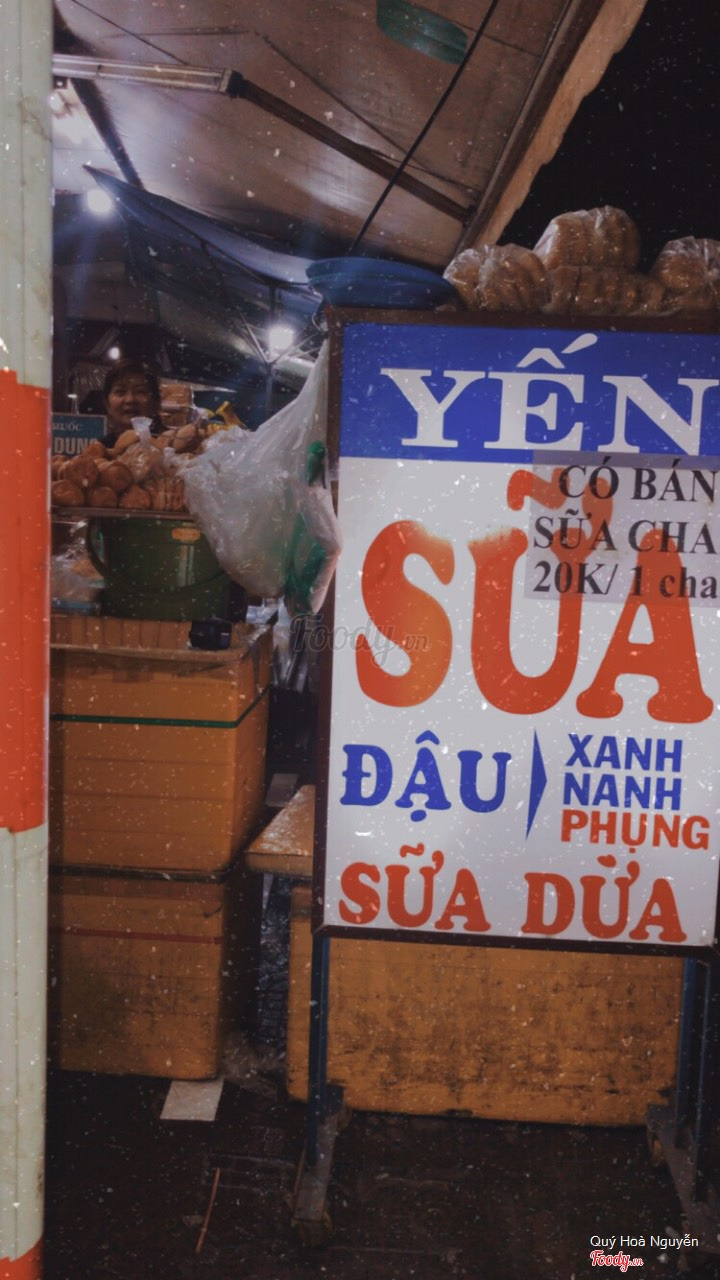 YẾN
CÓ BÁN
SỮA CHA
20K/ 1 cha
SỮA
ĐẬU
XANH
NANH
PHỤNG
SỮA DỪA
DUNG
Foody.vn
Quý Hoà Nguyễn
Foody.vn